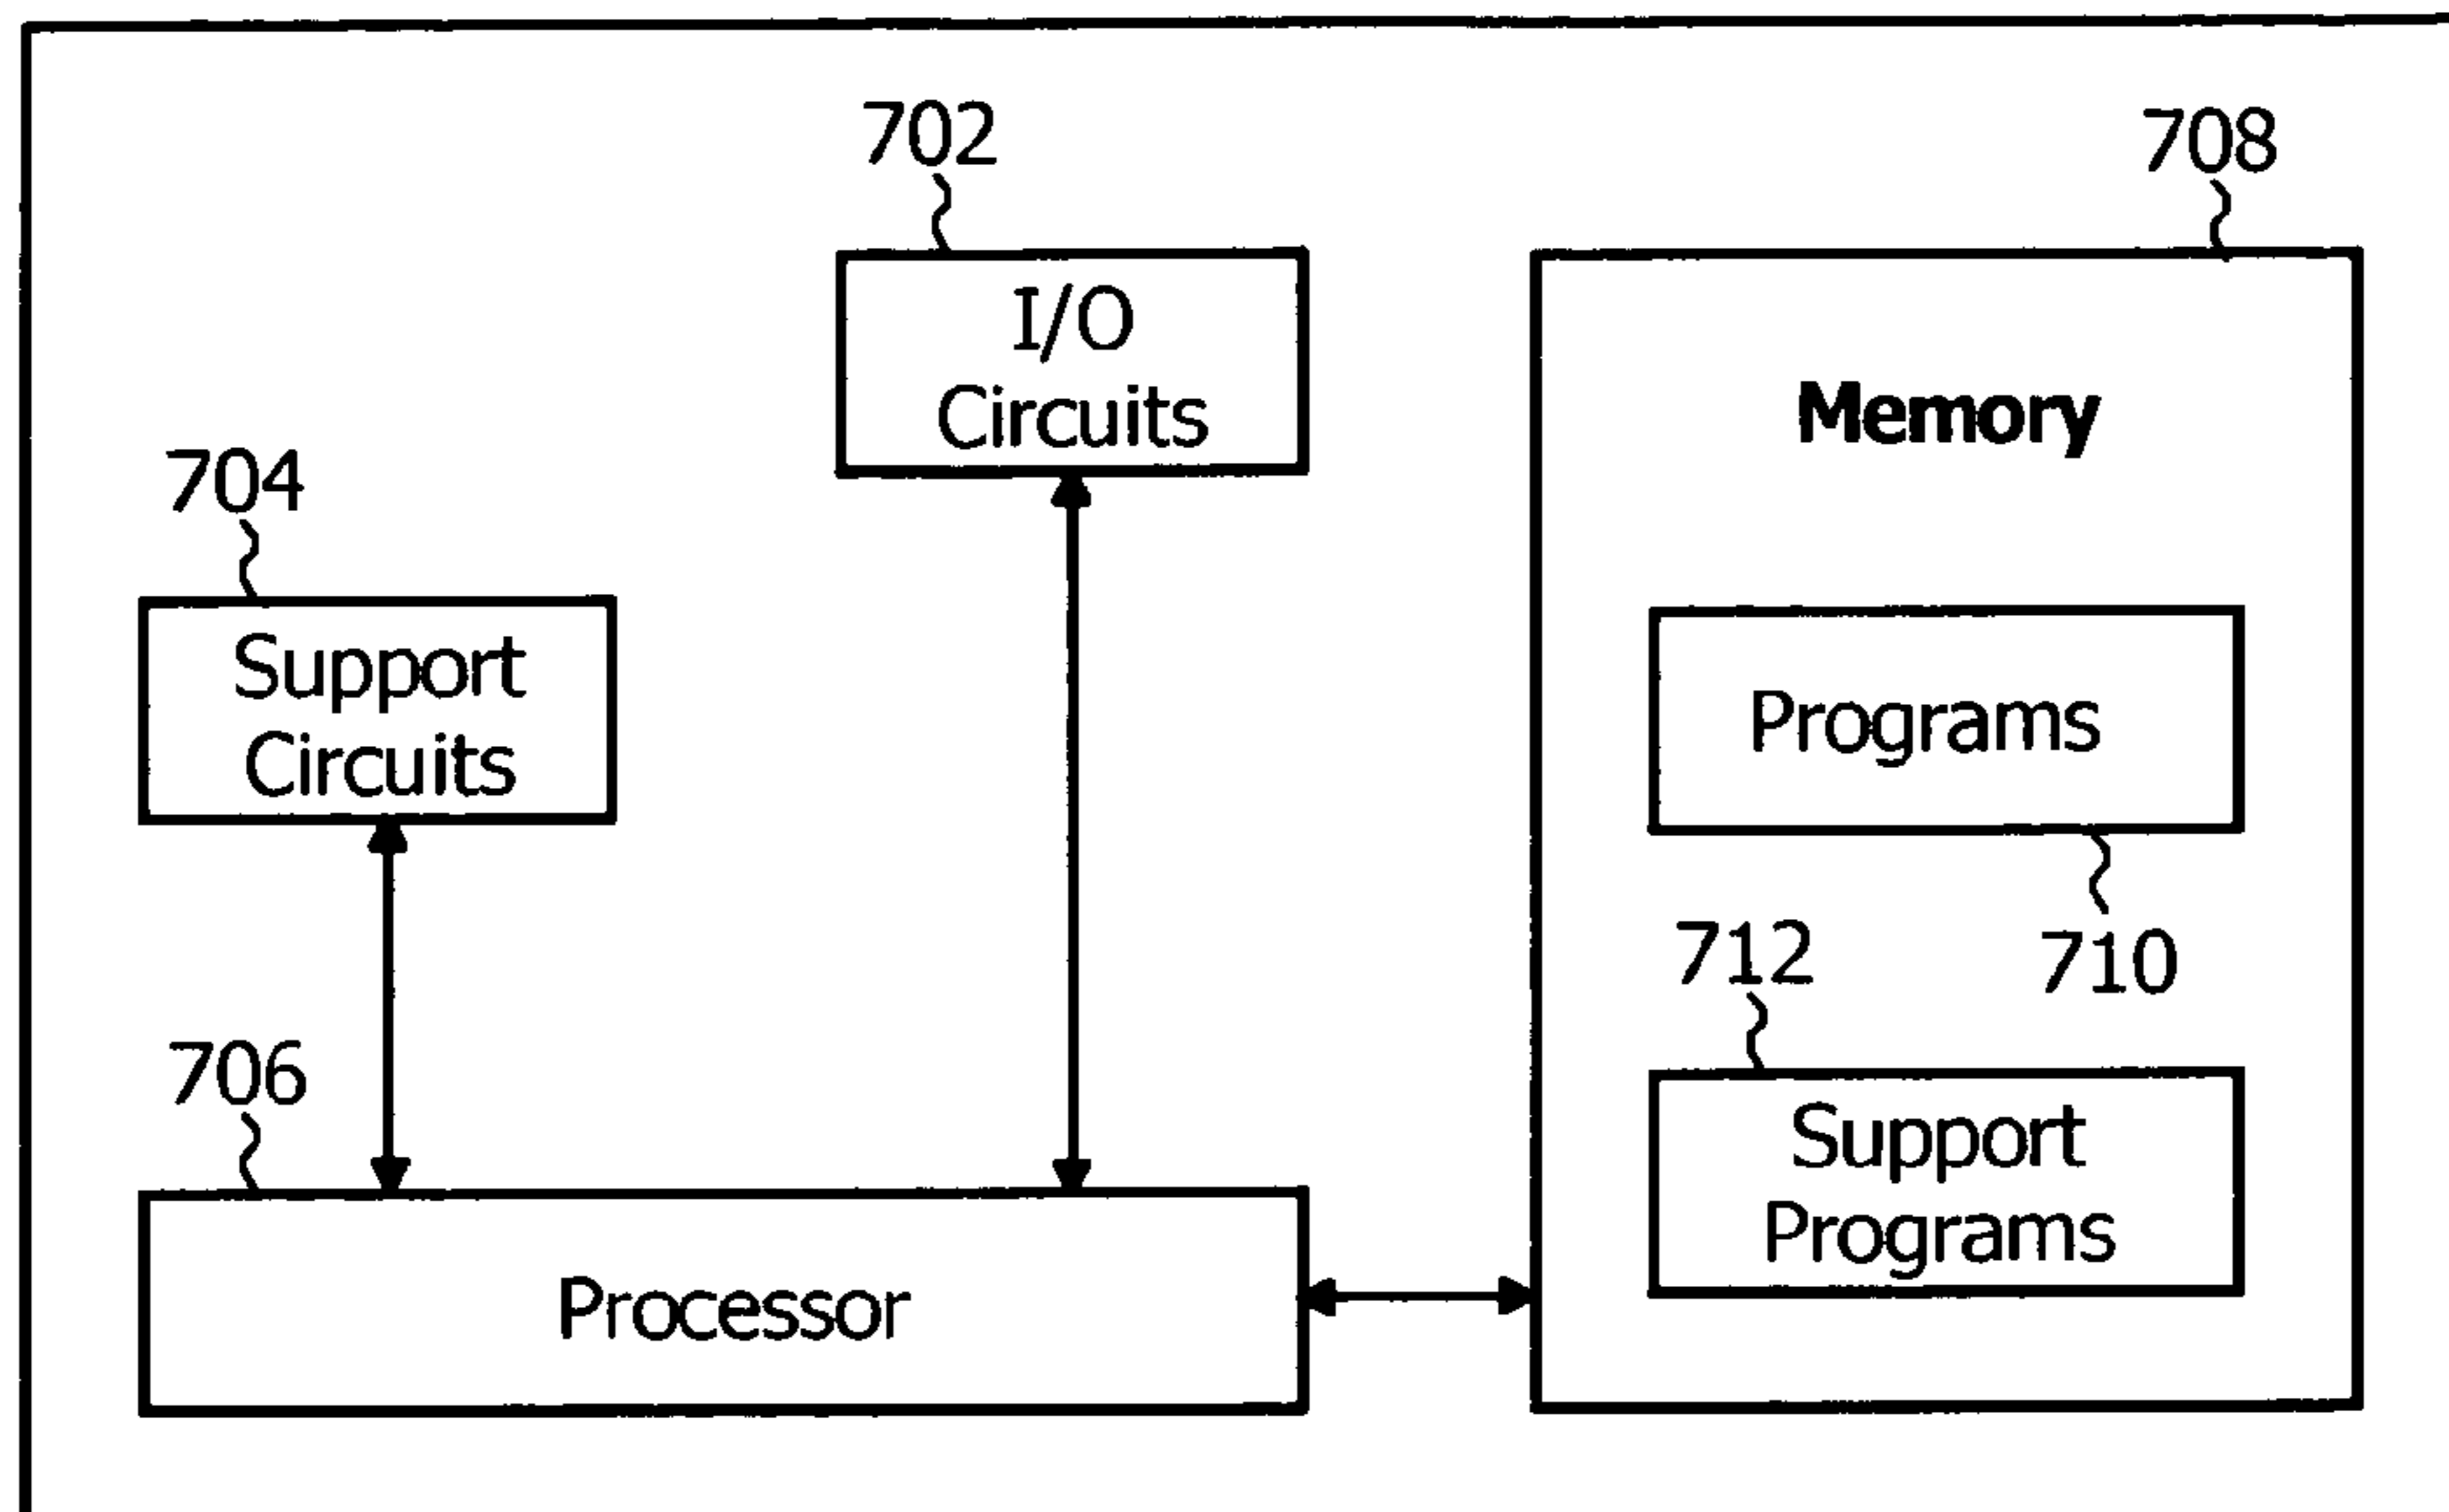 702
708
I/O
Circuits
Memory
704
Support
Circuits
Programs
712
710
706
Support
Programs
Processor